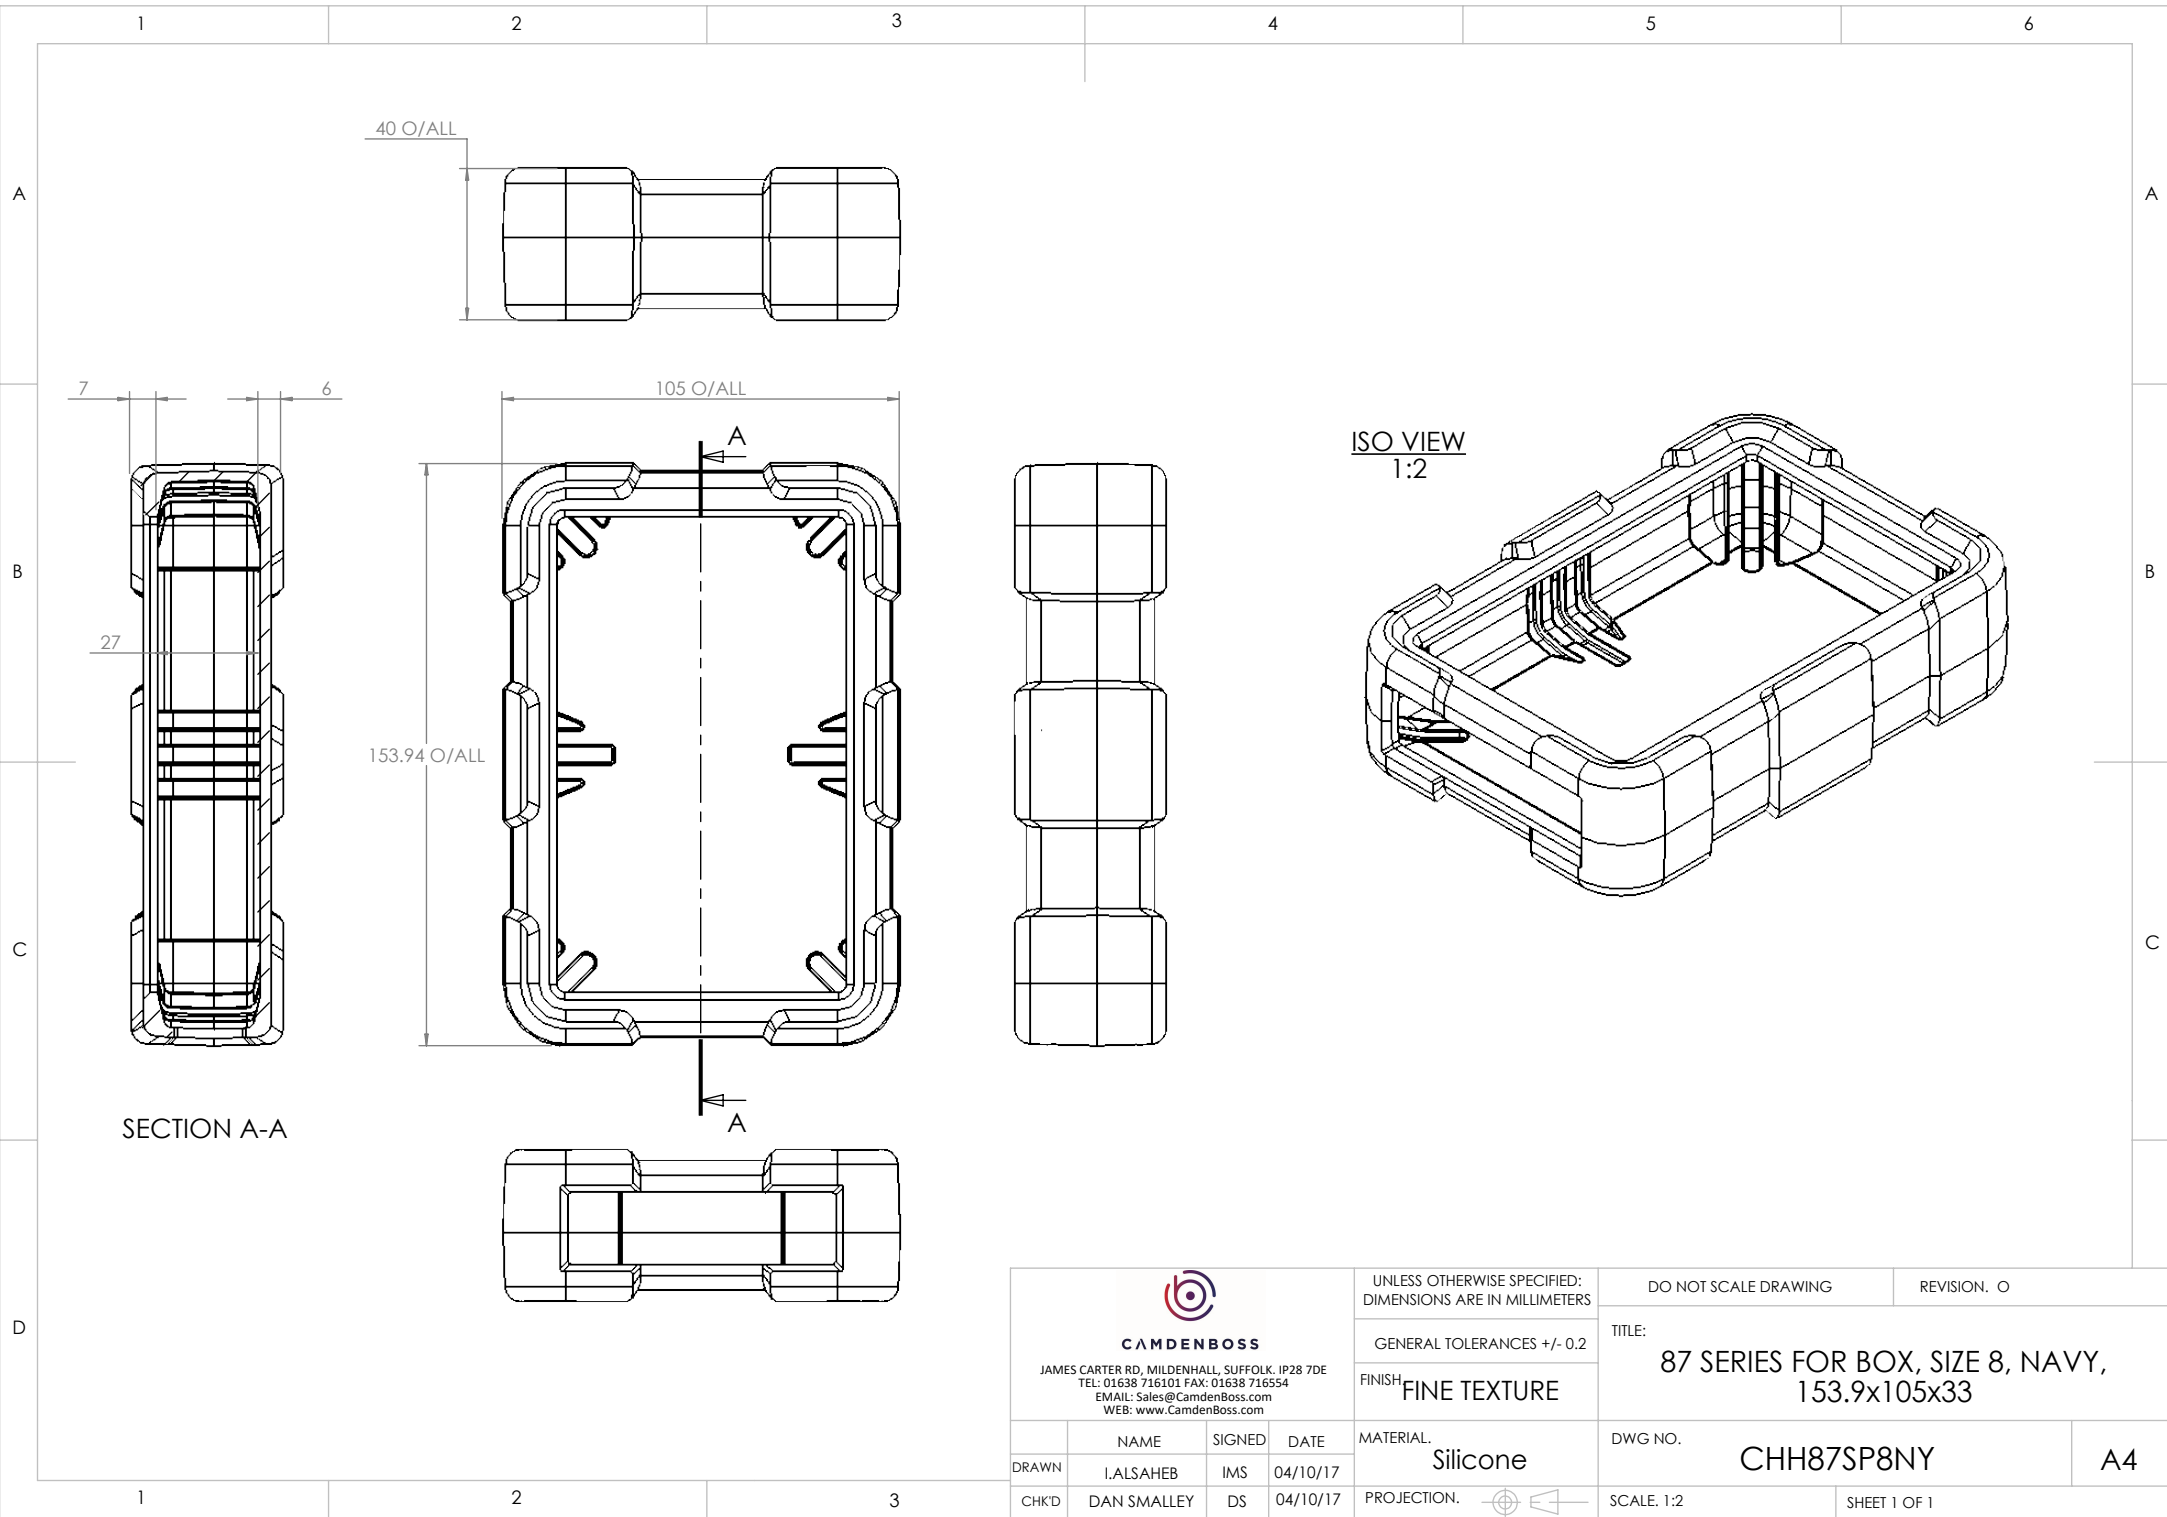 1 2 3 4 5 6
40 O/ALL
A A
7 6 105 O/ALL
A
ISO VIEW
1:2
B B
27
153.94 O/ALL
C C
A
SECTION A-A
D
CAMDENBOSS
JAMES CARTER RD, MILDENHALL, SUFFOLK. IP28 7DE
TEL: 01638 716101 FAX: 01638 716554
EMAIL: Sales@CamdenBoss.com
WEB: www.CamdenBoss.com
UNLESS OTHERWISE SPECIFIED:
DIMENSIONS ARE IN MILLIMETERS
GENERAL TOLERANCES +/- 0.2
FINISH. FINE TEXTURE
DO NOT SCALE DRAWING
REVISION. O
TITLE:
87 SERIES FOR BOX, SIZE 8, NAVY,
153.9x105x33
NAME SIGNED DATE
DRAWN I.ALSAHEB IMS 04/10/17
CHK'D DAN SMALLEY DS 04/10/17
MATERIAL.
Silicone
PROJECTION.
DWG NO.
CHH87SP8NY
A4
SCALE. 1:2
SHEET 1 OF 1
1 2 3